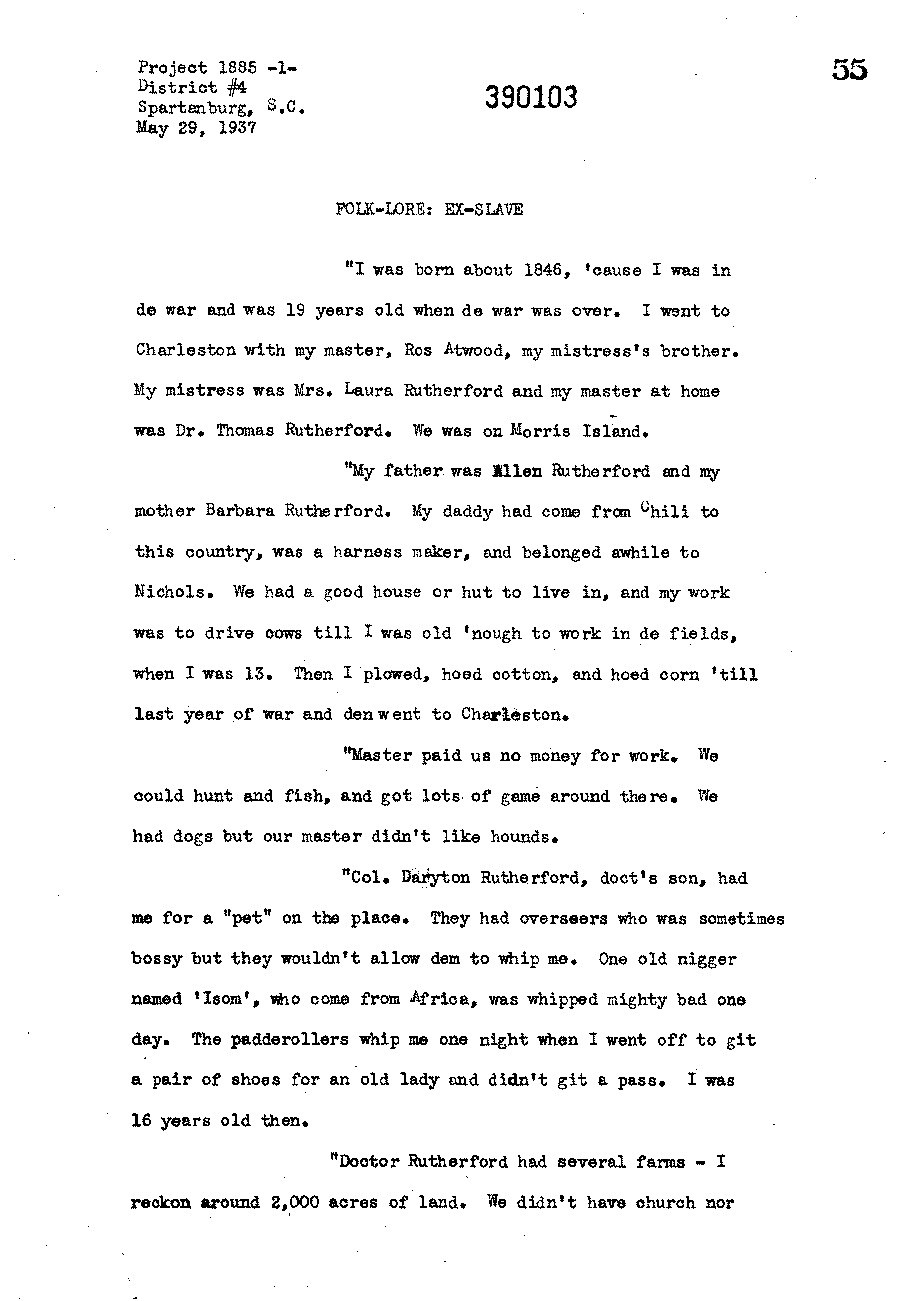 Project 1885 -1-
District #4
Spartanburg, S.C.
May 29, 1937
390103
55
FOLK-LORE: EX-SLAVE
"I was born about 1846, 'cause I was in
de war and was 19 years old when de war was over. I went to
Charleston with my master, Ros Atwood, my mistress's brother.
My mistress was Mrs. Laura Rutherford and my master at home
was Dr. Thomas Rutherford. We was on Morris Island.
"My father was Allen Rutherford and my
mother Barbara Rutherford. My daddy had come from Chili to
this country, was a harness maker, and belonged awhile to
Nichols. We had a good house or hut to live in, and my work
was to drive cows till I was old 'nough to work in de fields,
when I was 13. Then I plowed, hoed cotton, and hoed corn 'till
last year of war and den went to Charleston.
"Master paid us no money for work. We
could hunt and fish, and got lots of game around there. We
had dogs but our master didn't like hounds.
"Col. Daryton Rutherford, doct's son, had
me for a "pet" on the place. They had overseers who was sometimes
bossy but they wouldn't allow dem to whip me. One old nigger
named 'Isom', who come from Africa, was whipped mighty bad one
day. The padderollers whip me one night when I went off to git
a pair of shoes for an old lady and didn't git a pass. I was
16 years old then.
"Doctor Rutherford had several farms - I
reckon around 2,000 acres of land. We didn't have church nor